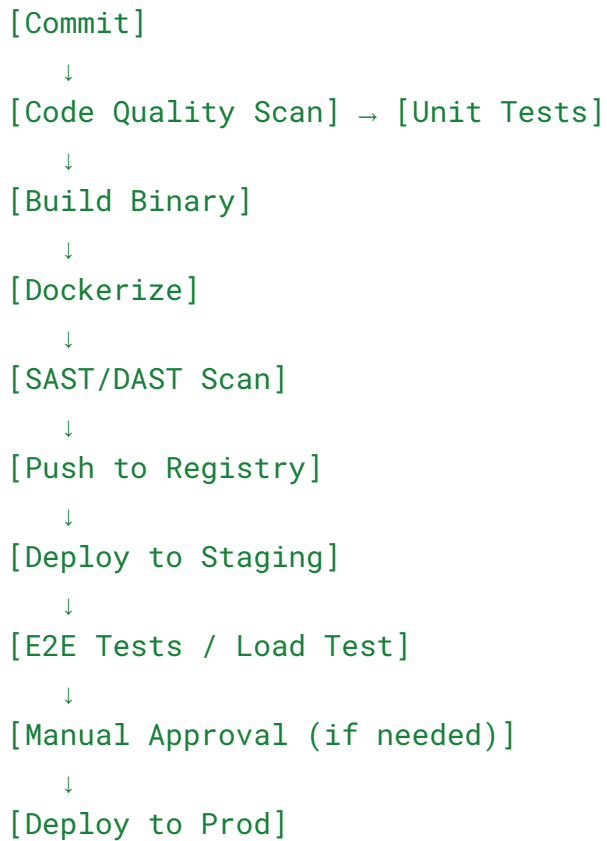 [Commit]
↓
[Code Quality Scan] → [Unit Tests]
↓
[Build Binary]
↓
[Dockerize]
↓
[SAST/DAST Scan]
↓
[Push to Registry]
↓
[Deploy to Staging]
↓
[E2E Tests / Load Test]
↓
[Manual Approval (if needed)]
↓
[Deploy to Prod]